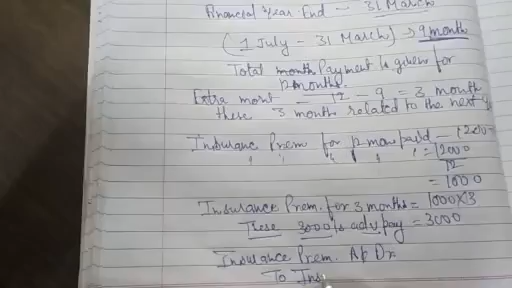 Financial Year End - 31 March
(1 July - 31 March) → 9 month
Total month Payment is given for
12 months.
Extra mont - 12 - 9 = 3 month
these 3 month related to the next
Insurance Prem. for 12 mon paid - 12000
= 12000
12
= 1000
Insurance Prem. for 3 months = 1000×3
These 3000 is adv pay = 3000
Insurance Prem. A/c Dr
To Ins